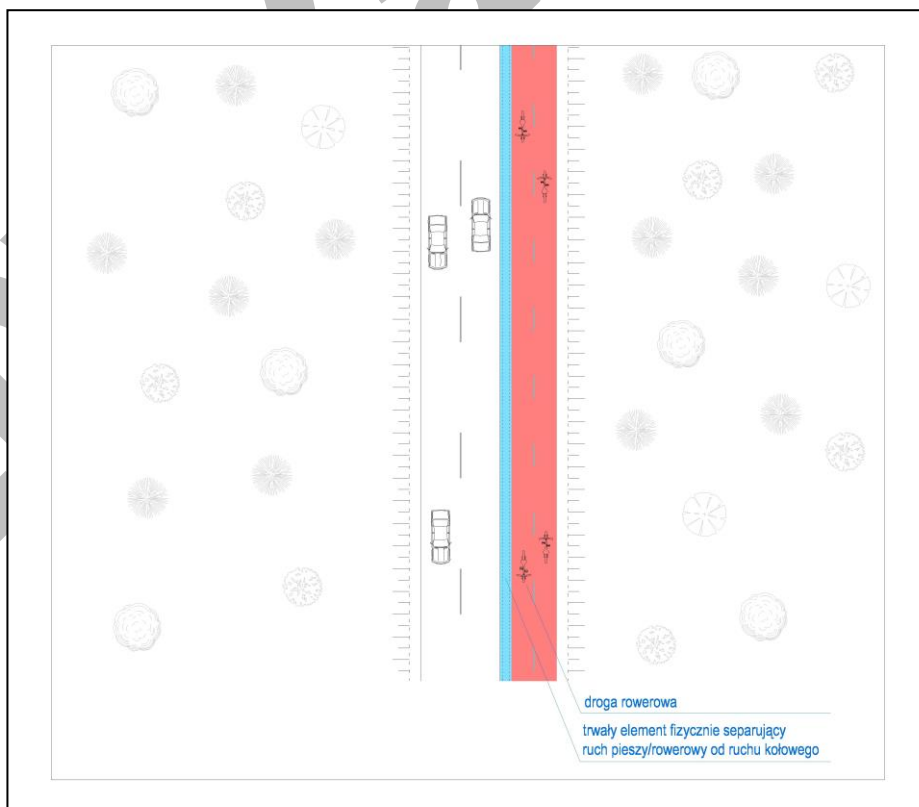 droga rowerowa
trwały element fizycznie separujący
ruch pieszy/rowerowy od ruchu kołowego